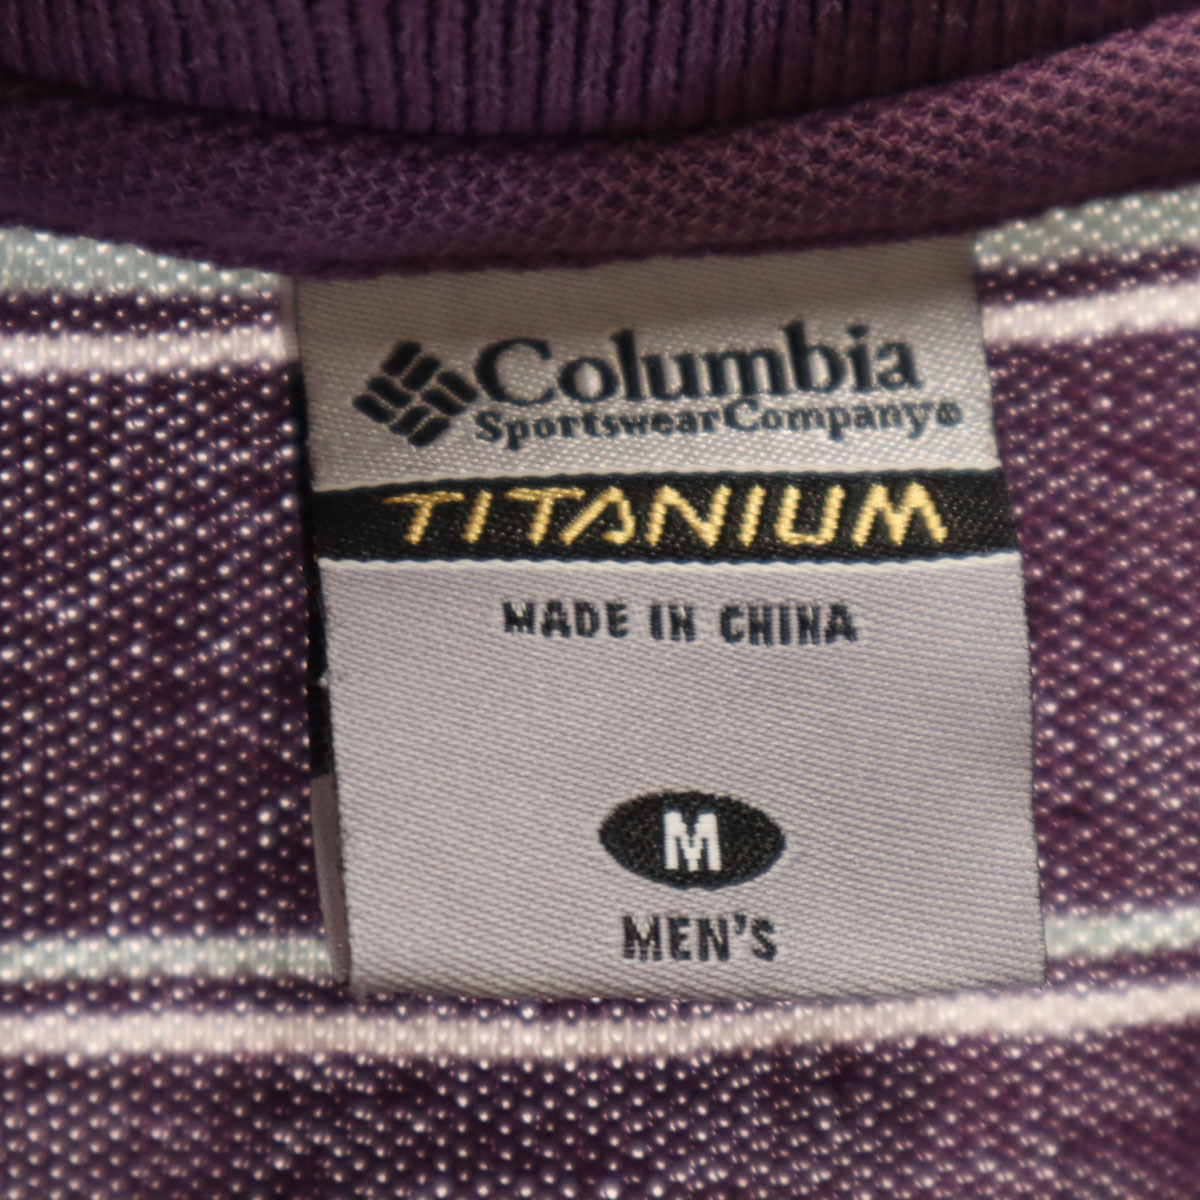 Columbia
Sportswear Company®
TITANIUM
MADE IN CHINA
M
MEN'S